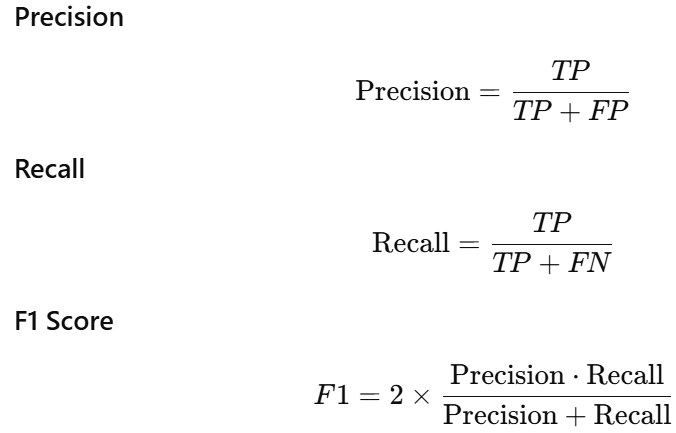 Precision
Precision = TP / TP + FP
Recall
Recall = TP / TP + FN
F1 Score
F1 = 2 × Precision · Recall / Precision + Recall